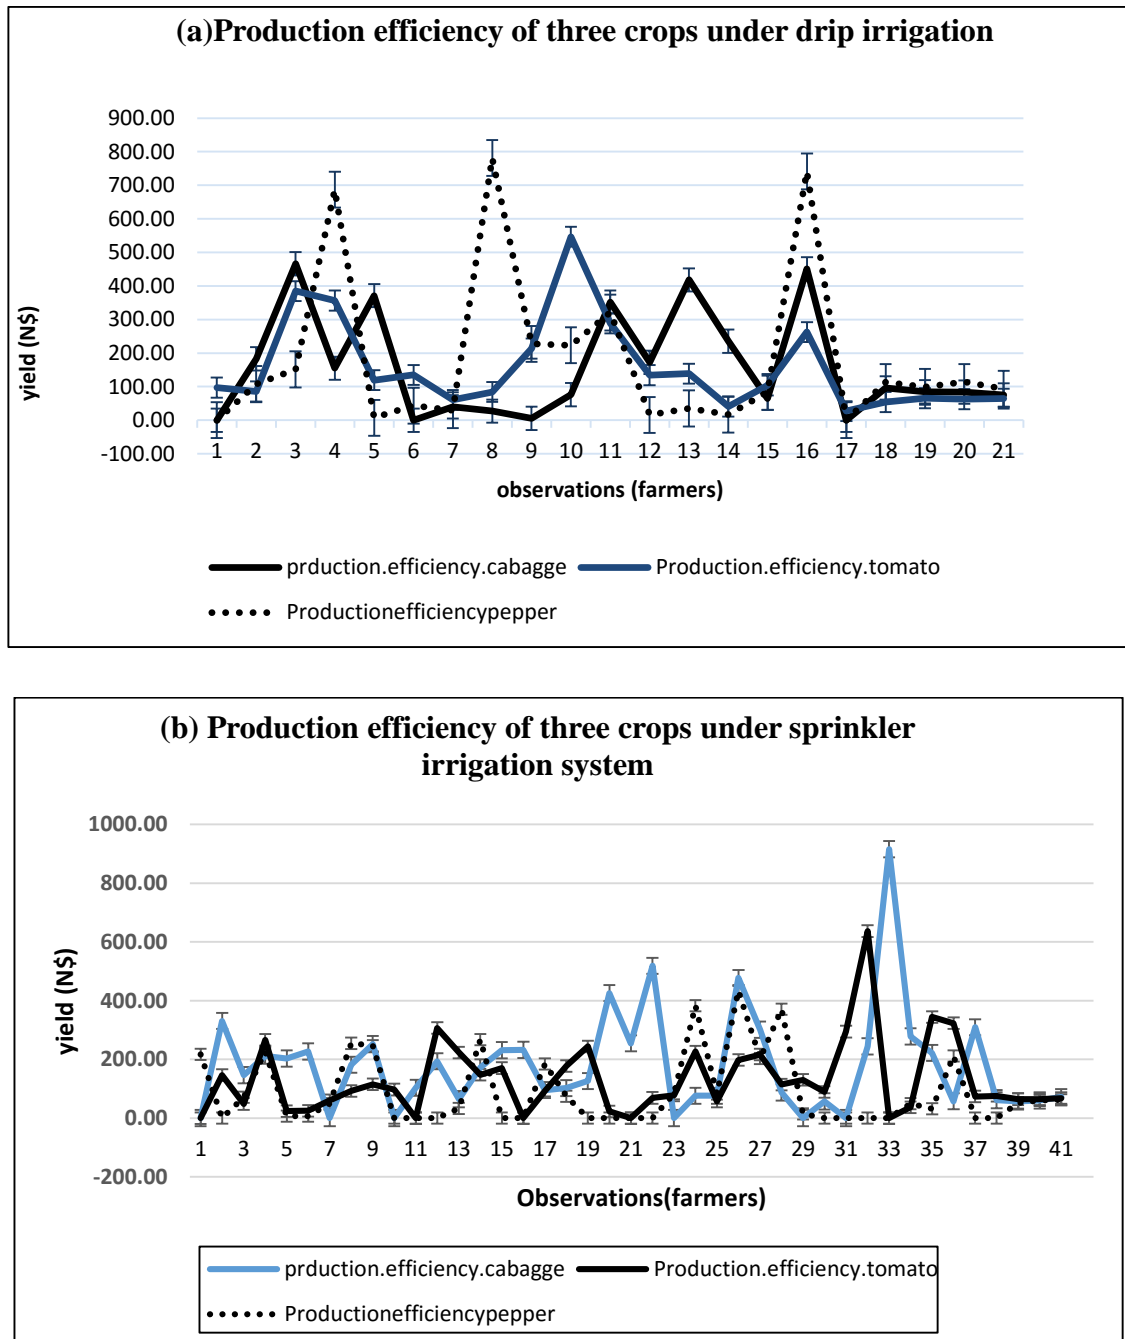 (a)Production efficiency of three crops under drip irrigation
900.00
800.00
700.00
600.00
500.00
400.00
300.00
200.00
100.00
0.00
-100.00
yield (N$)
1 2 3 4 5 6 7 8 9 10 11 12 13 14 15 16 17 18 19 20 21
observations (farmers)
prduction.efficiency.cabagge Production.efficiency.tomato
Productionefficiencypepper
(b) Production efficiency of three crops under sprinkler
irrigation system
1000.00
800.00
600.00
400.00
200.00
0.00
-200.00
yield (N$)
1 3 4 5 7 9 11 12 13 14 15 17 18 19 21 23 25 27 29 31 33 35 37 39 41
Observations(farmers)
prduction.efficiency.cabagge Production.efficiency.tomato
Productionefficiencypepper